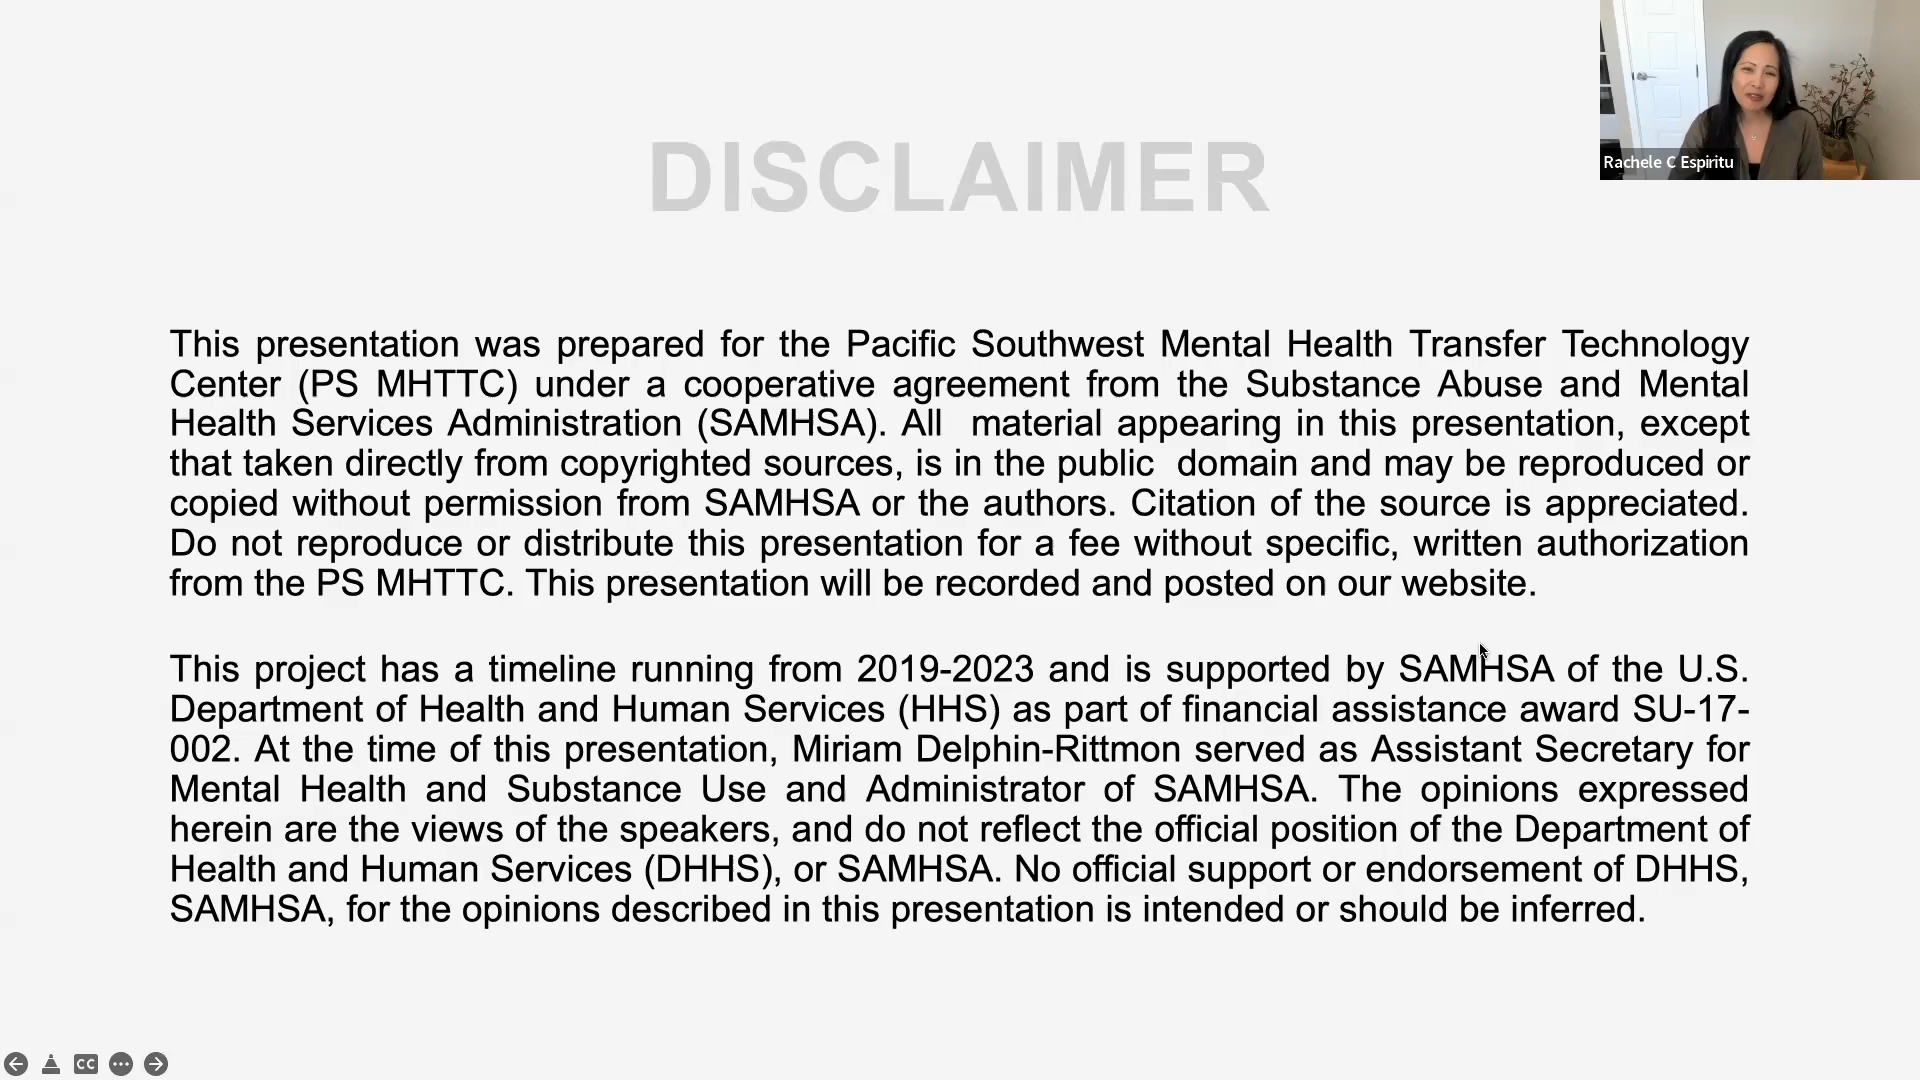 DISCLAIMER
Rachele C Espiritu
This presentation was prepared for the Pacific Southwest Mental Health Transfer Technology
Center (PS MHTTC) under a cooperative agreement from the Substance Abuse and Mental
Health Services Administration (SAMHSA). All material appearing in this presentation, except
that taken directly from copyrighted sources, is in the public domain and may be reproduced or
copied without permission from SAMHSA or the authors. Citation of the source is appreciated.
Do not reproduce or distribute this presentation for a fee without specific, written authorization
from the PS MHTTC. This presentation will be recorded and posted on our website.
This project has a timeline running from 2019-2023 and is supported by SAMHSA of the U.S.
Department of Health and Human Services (HHS) as part of financial assistance award SU-17-
002. At the time of this presentation, Miriam Delphin-Rittmon served as Assistant Secretary for
Mental Health and Substance Use and Administrator of SAMHSA. The opinions expressed
herein are the views of the speakers, and do not reflect the official position of the Department of
Health and Human Services (DHHS), or SAMHSA. No official support or endorsement of DHHS,
SAMHSA, for the opinions described in this presentation is intended or should be inferred.
CC